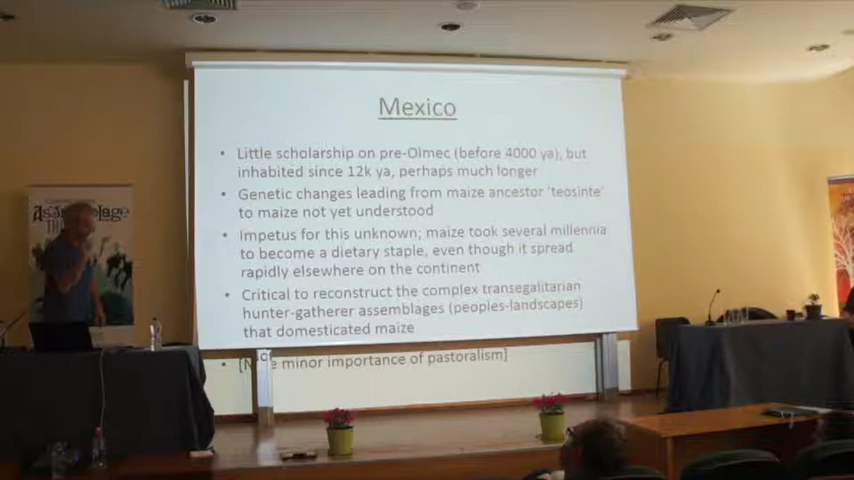 Mexico
• Little scholarship on pre-Olmec (before 4000 ya), but
inhabited since 12k ya, perhaps much longer
• Genetic changes leading from maize ancestor ‘teosinte’
to maize not yet understood
• Impetus for this unknown; maize took several millennia
to become a dietary staple, even though it spread
rapidly elsewhere on the continent
• Critical to reconstruct the complex transegalitarian
hunter-gatherer assemblages (peoples-landscapes)
that domesticated maize
minor importance of pastoralism]